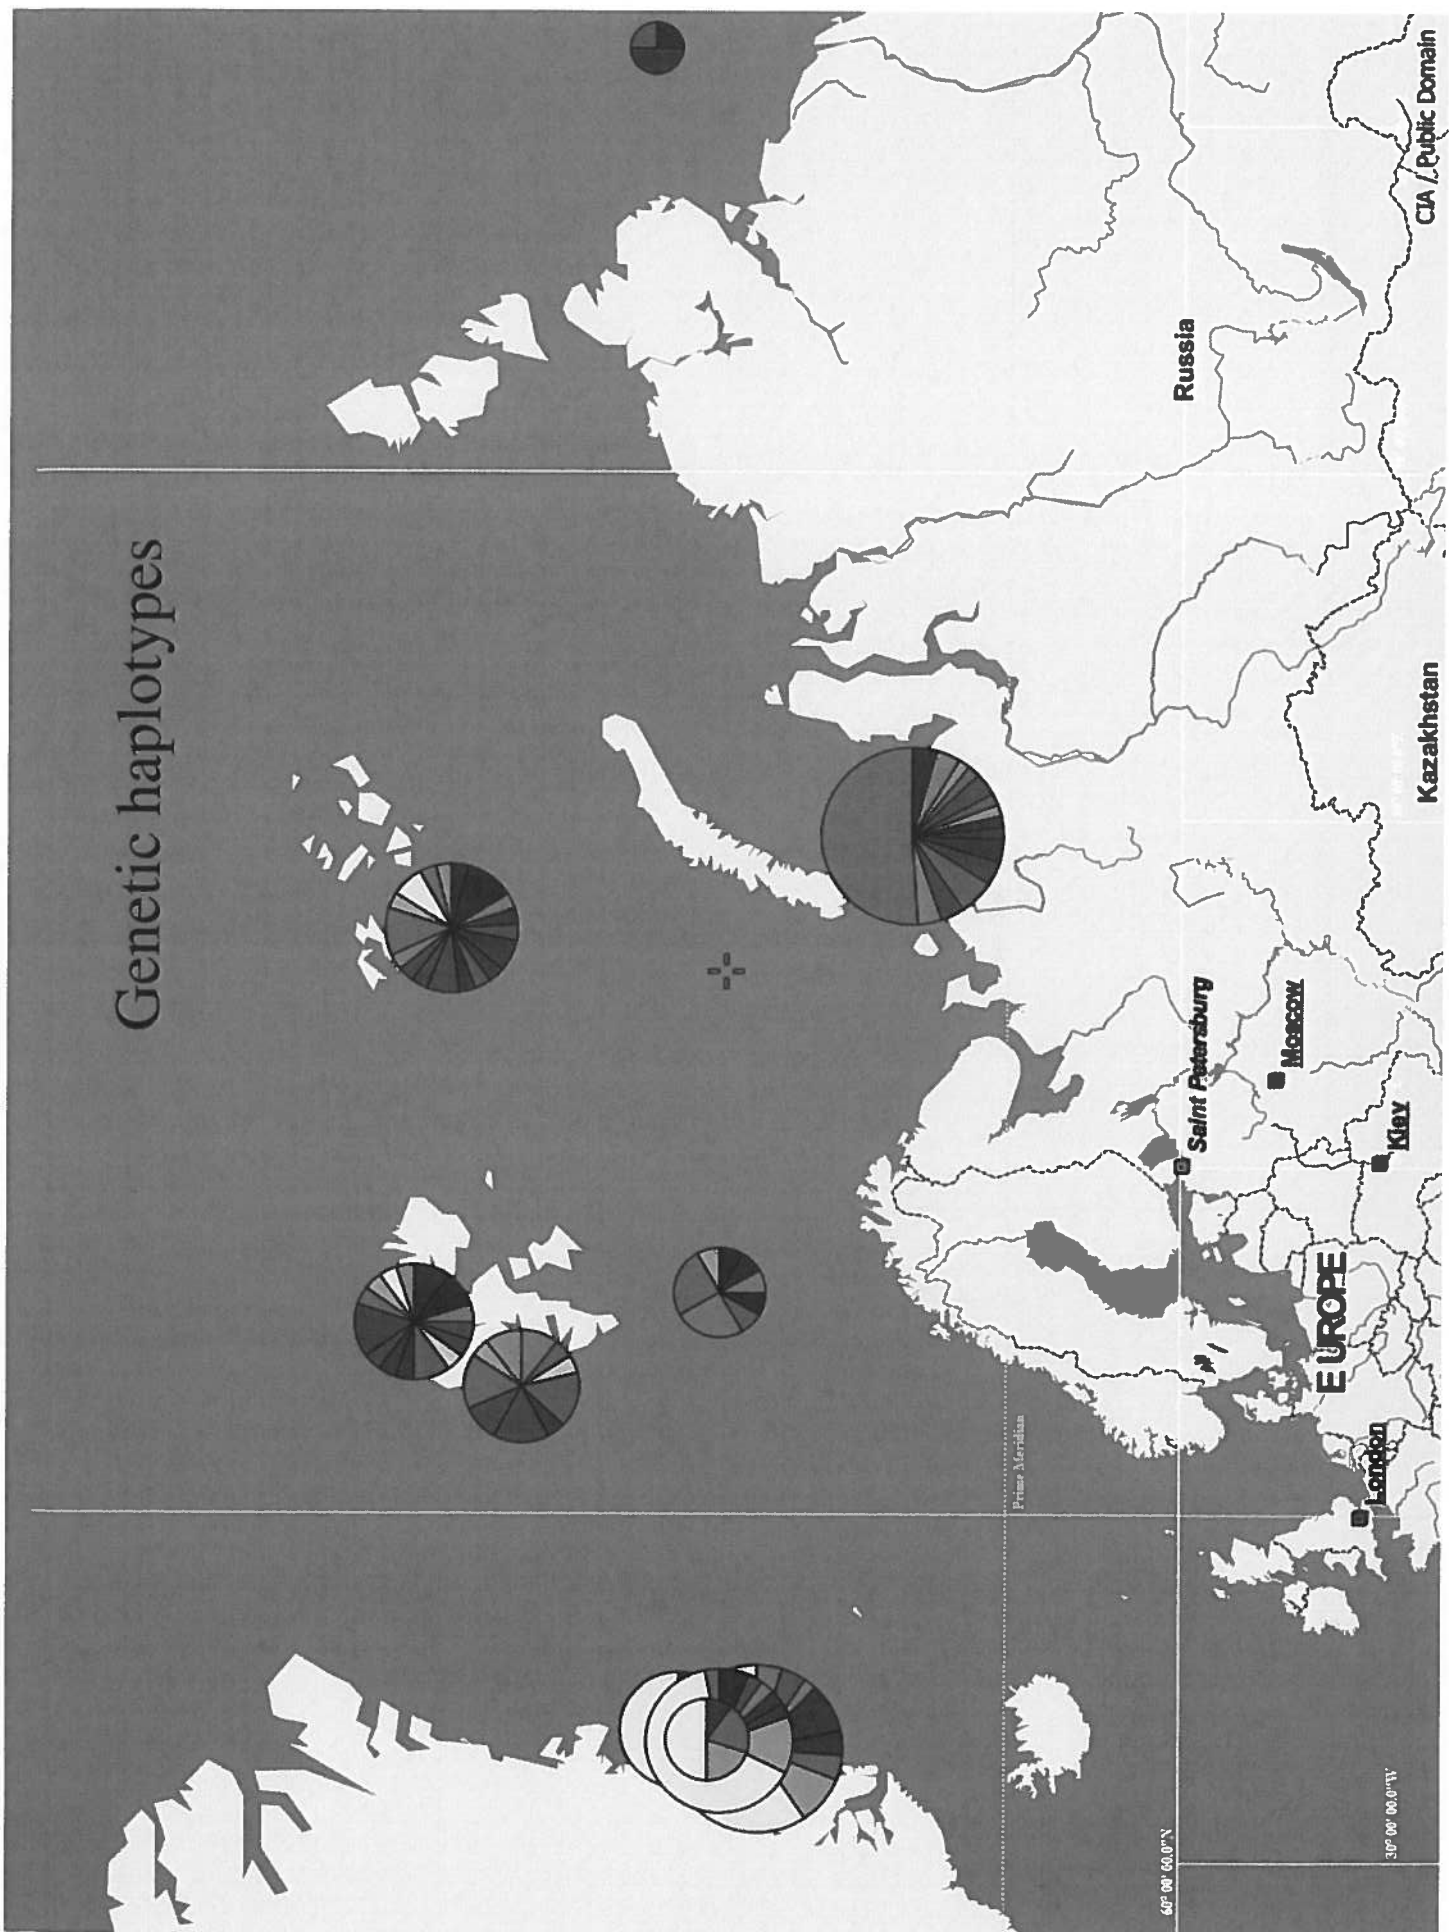 Genetic haplotypes
Russia
CIA / Public Domain
Kazakhstan
Saint Petersburg
Moscow
Kiev
EUROPE
London
Prime Meridian
60° 00' 00.0"N
30° 00' 00.0"W